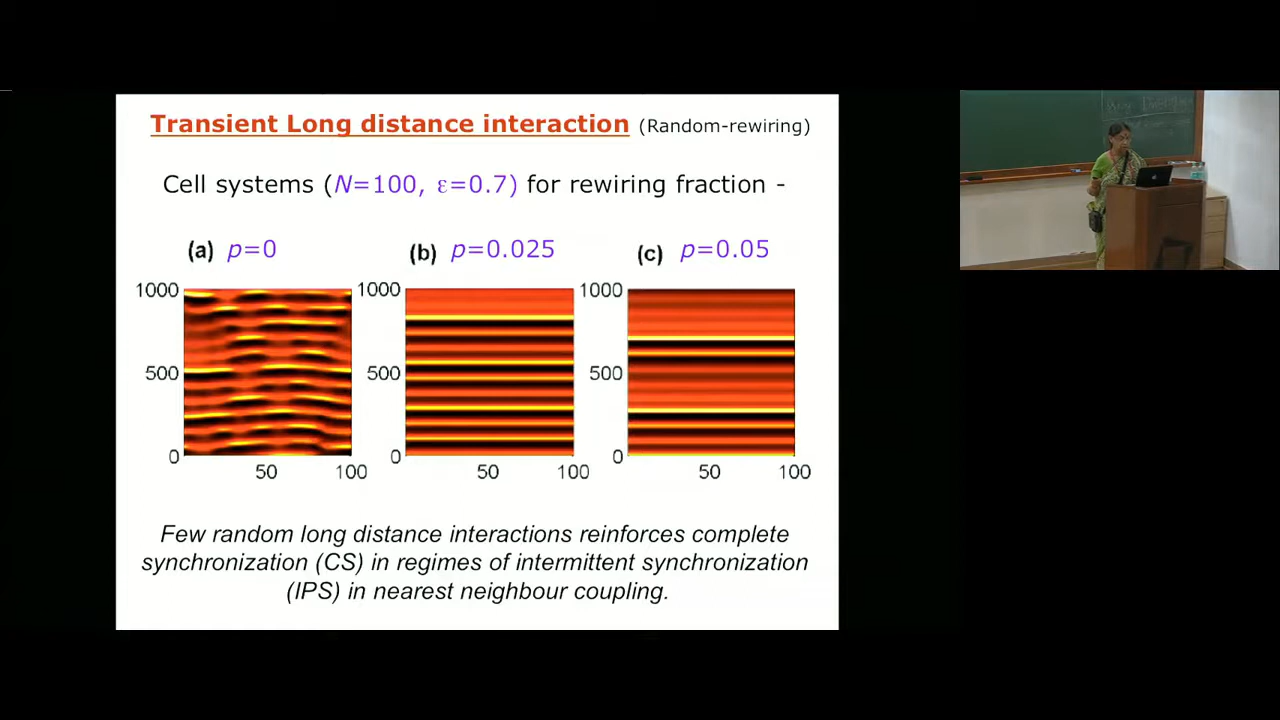 Transient Long distance interaction (Random-rewiring)
Cell systems (N=100, ε=0.7) for rewiring fraction -
(a) p=0 (b) p=0.025 (c) p=0.05
1000 1000 1000
500 500 500
0 0 0
50 100 50 100 50 100
Few random long distance interactions reinforces complete
synchronization (CS) in regimes of intermittent synchronization
(IPS) in nearest neighbour coupling.